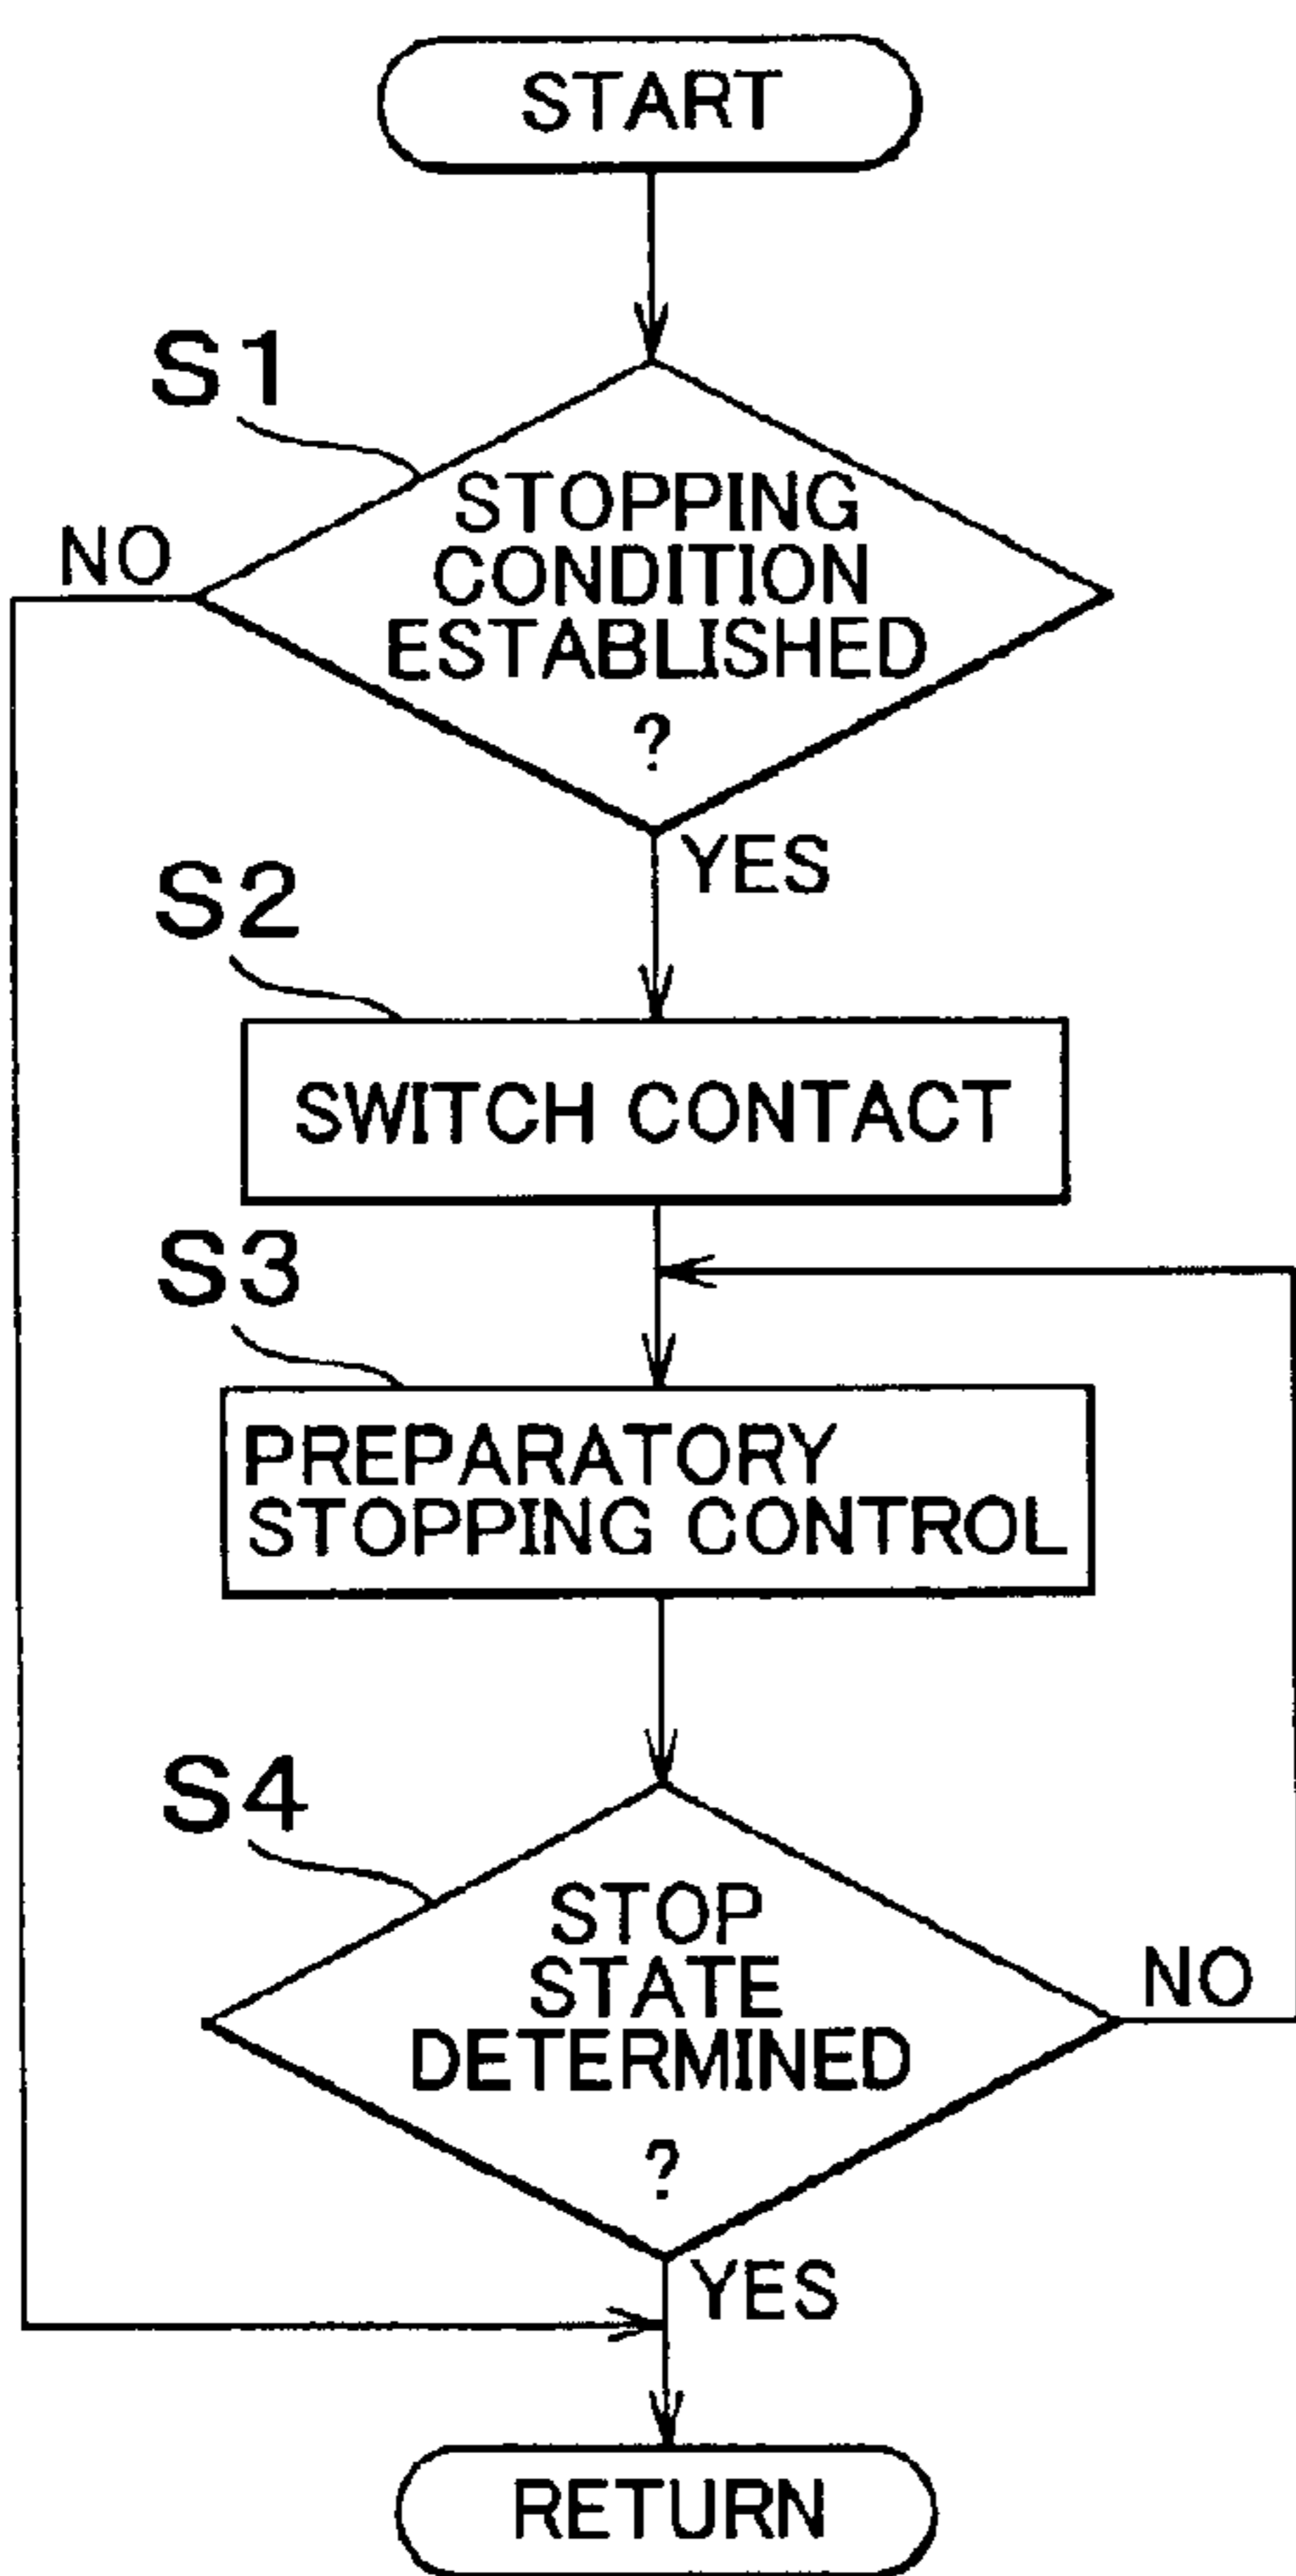 START
S1
STOPPING
CONDITION
ESTABLISHED
?
NO
YES
S2
SWITCH CONTACT
S3
PREPARATORY
STOPPING CONTROL
S4
STOP
STATE
DETERMINED
?
NO
YES
RETURN